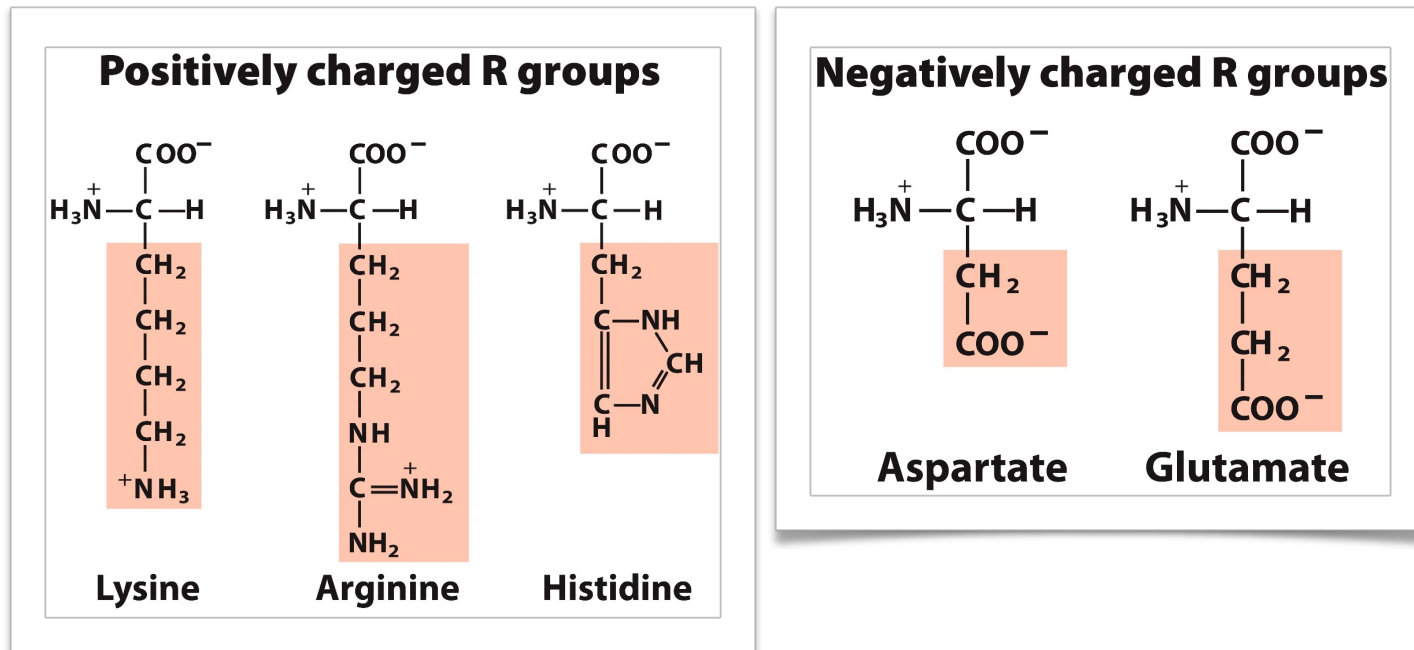 Positively charged R groups
COO⁻ COO⁻ COO⁻
H₃N⁺—C—H H₃N⁺—C—H H₃N⁺—C—H
CH₂ CH₂ CH₂
CH₂ CH₂ C—NH
CH₂ CH₂ CH
CH₂ NH C—N
H
⁺NH₃ C=N⁺H₂
NH₂
Lysine Arginine Histidine
Negatively charged R groups
COO⁻ COO⁻
H₃N⁺—C—H H₃N⁺—C—H
CH₂ CH₂
COO⁻ CH₂
COO⁻
Aspartate Glutamate